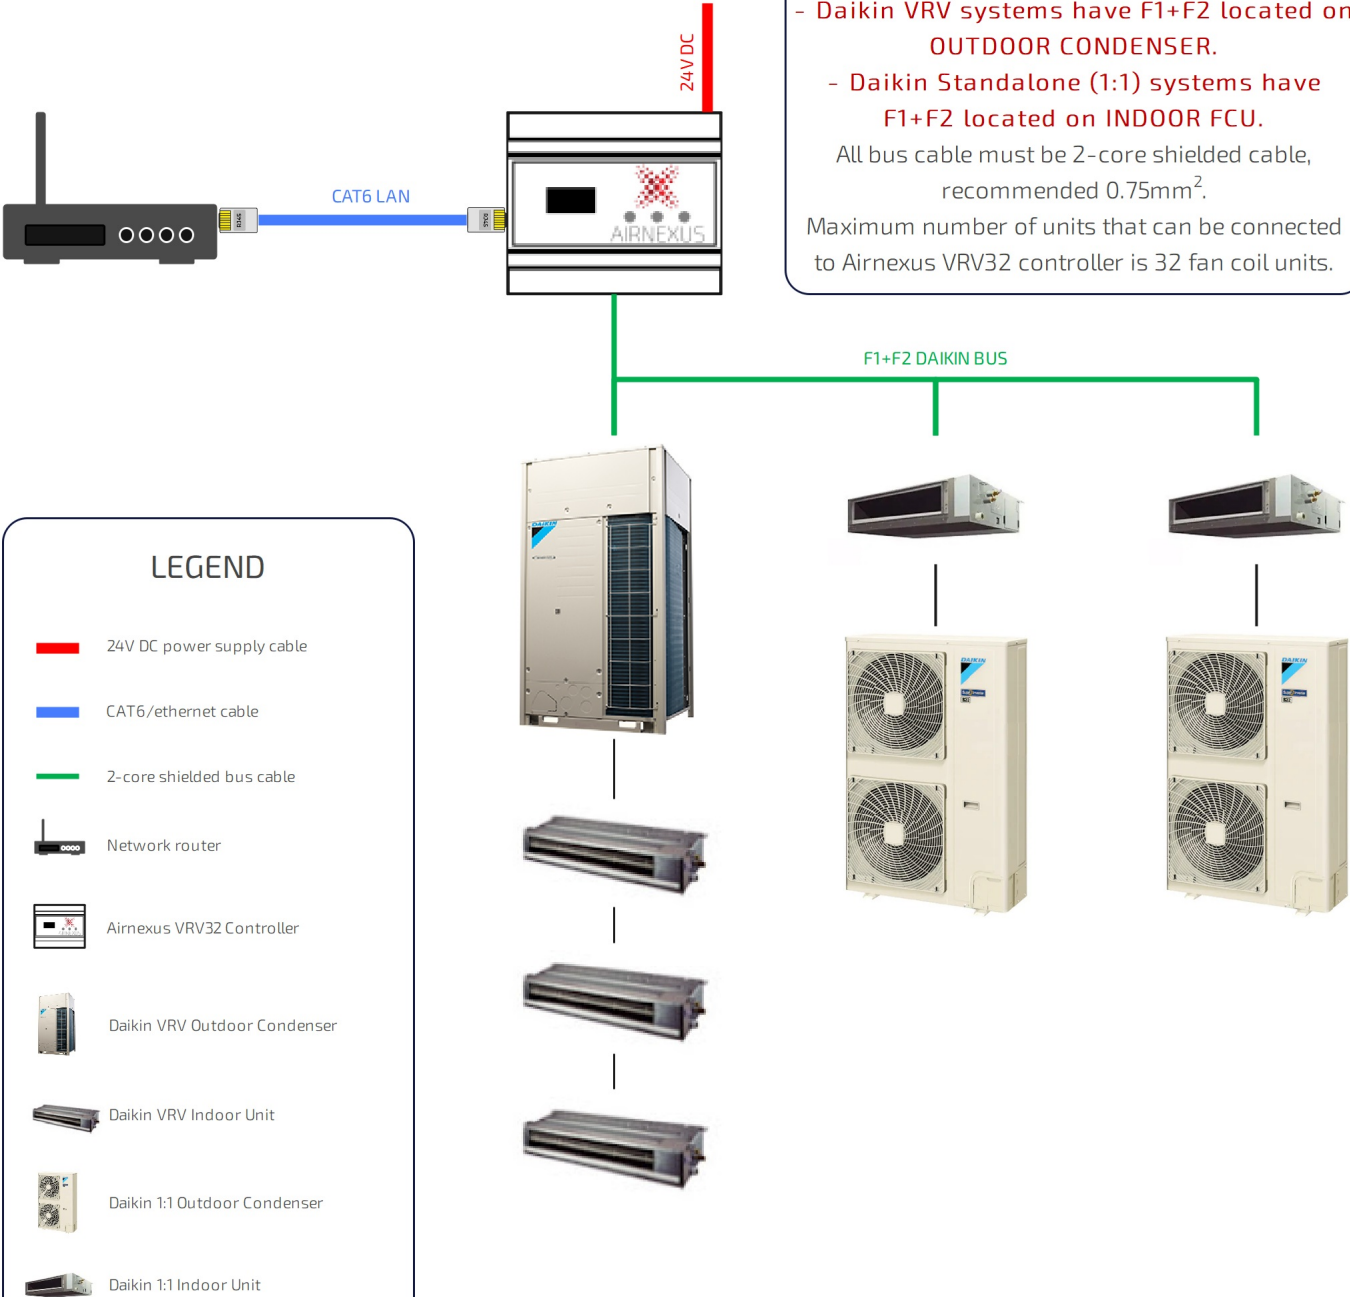 - Daikin VRV systems have F1+F2 located on
OUTDOOR CONDENSER.
- Daikin Standalone (1:1) systems have
F1+F2 located on INDOOR FCU.
All bus cable must be 2-core shielded cable,
recommended 0.75mm².
Maximum number of units that can be connected
to Airnexus VRV32 controller is 32 fan coil units.
24V DC
CAT6 LAN
RJ45
RJ45
AIRNEXUS
F1+F2 DAIKIN BUS
DAIKIN
DAIKIN
DAIKIN
LEGEND
24V DC power supply cable
CAT6/ethernet cable
2-core shielded bus cable
Network router
Airnexus VRV32 Controller
Daikin VRV Outdoor Condenser
Daikin VRV Indoor Unit
Daikin 1:1 Outdoor Condenser
Daikin 1:1 Indoor Unit